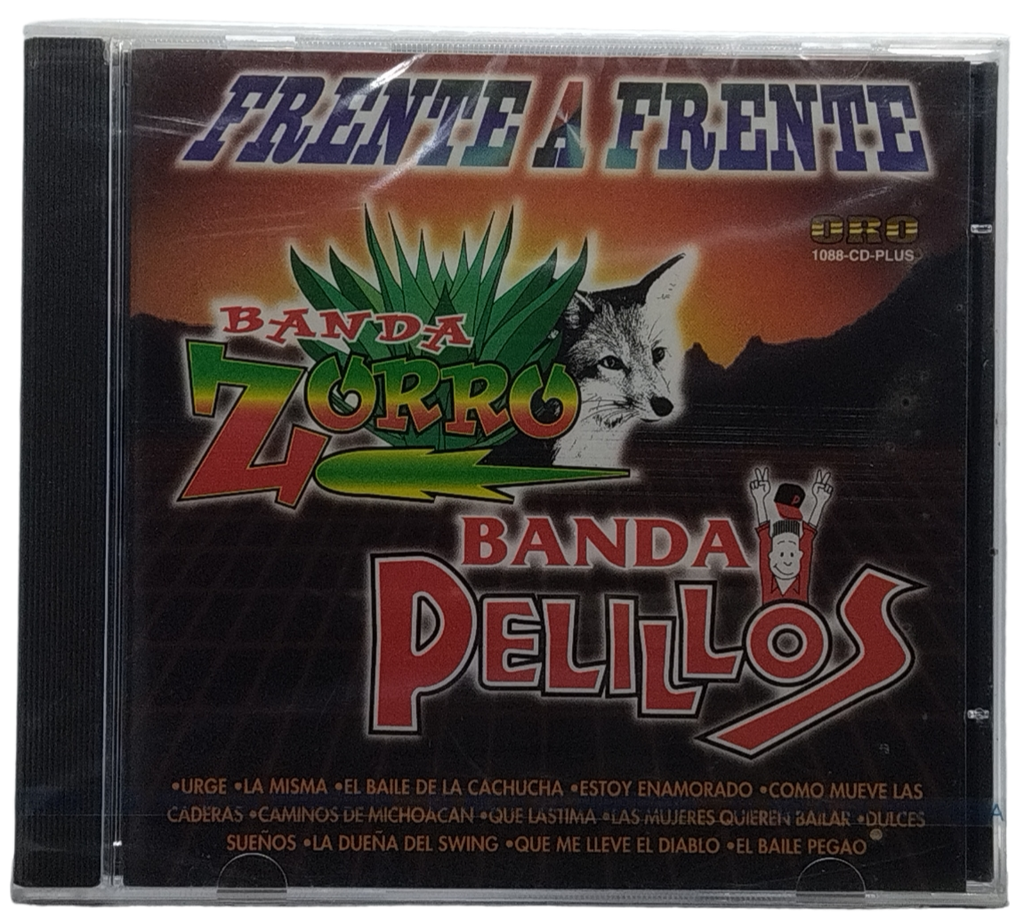 FRENTE A FRENTE
ORO
1088-CD-PLUS
BANDA
ZORRO
BANDA
PELILLOS
•URGE •LA MISMA •EL BAILE DE LA CACHUCHA •ESTOY ENAMORADO •COMO MUEVE LAS
CADERAS •CAMINOS DE MICHOACAN •QUE LASTIMA •LAS MUJERES QUIEREN BAILAR •DULCES
SUEÑOS •LA DUEÑA DEL SWING •QUE ME LLEVE EL DIABLO •EL BAILE PEGAO